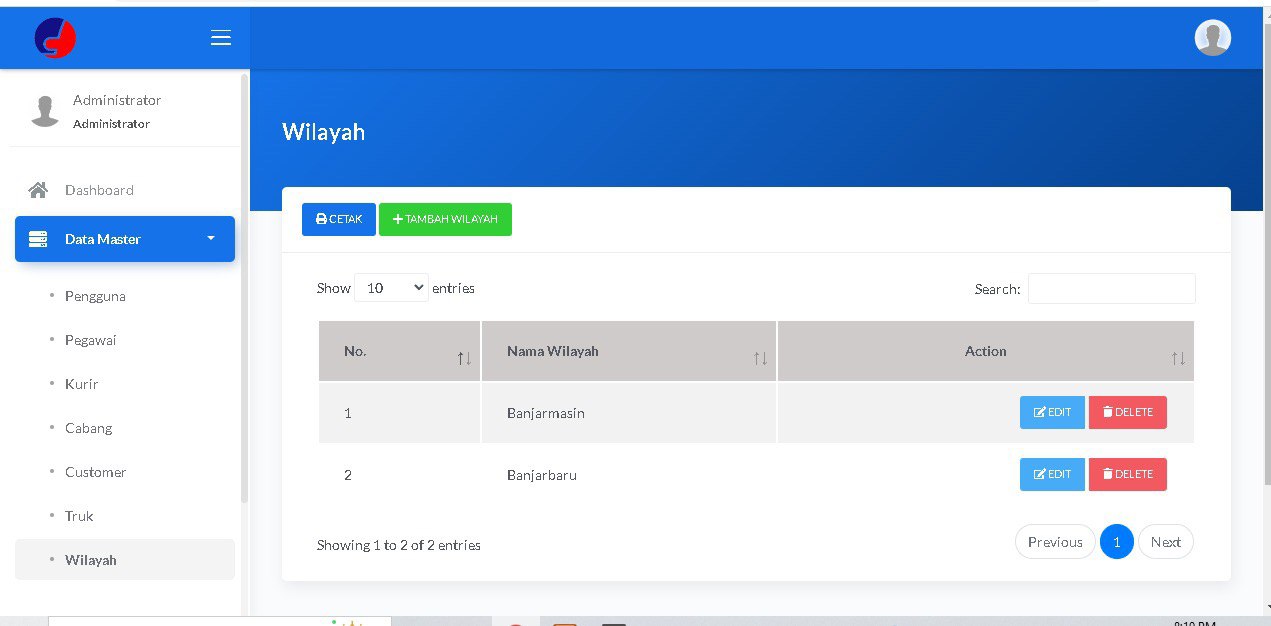 Administrator
Administrator
Dashboard
Data Master
Pengguna
Pegawai
Kurir
Cabang
Customer
Truk
Wilayah
Wilayah
CETAK
TAMBAH WILAYAH
Show 10 entries
Search:
No. Nama Wilayah Action
1 Banjarmasin EDIT DELETE
2 Banjarbaru EDIT DELETE
Showing 1 to 2 of 2 entries
Previous 1 Next